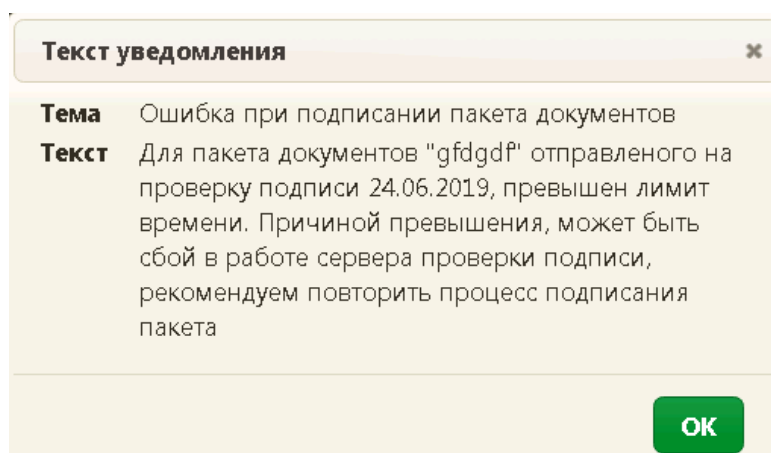 Текст уведомления
Тема Ошибка при подписании пакета документов
Текст Для пакета документов "gfdgdf" отправленого на
проверку подписи 24.06.2019, превышен лимит
времени. Причиной превышения, может быть
сбой в работе сервера проверки подписи,
рекомендуем повторить процесс подписания
пакета
ОК